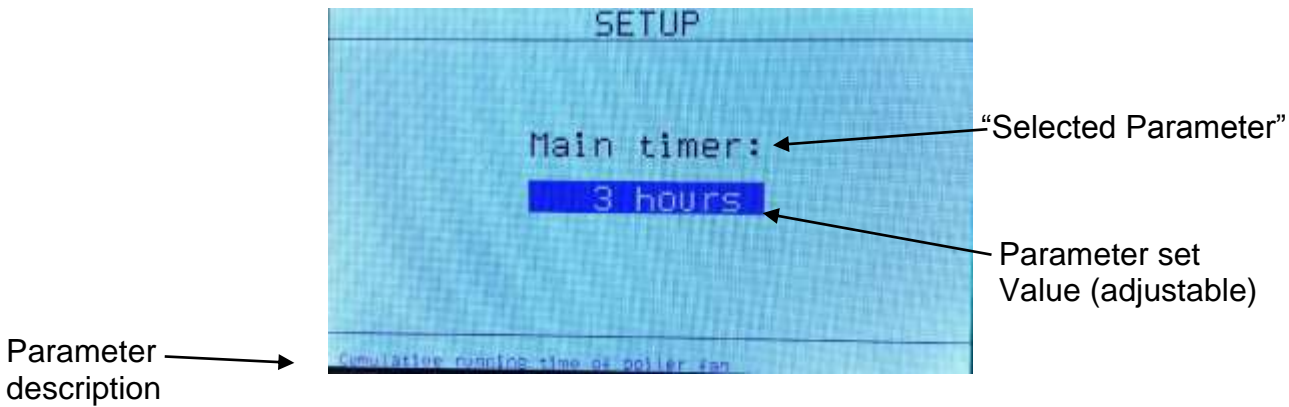 SETUP
“Selected Parameter”
Main timer:
3 hours
Parameter set
Value (adjustable)
Parameter
description
Cumulative running time of boiler fan